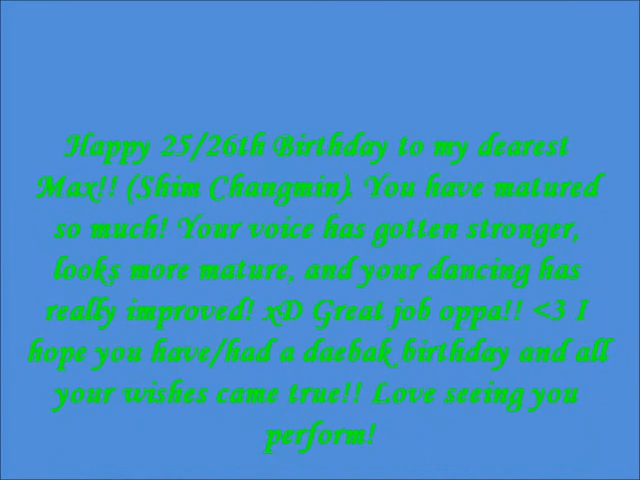 Happy 25/26th Birthday to my dearest
Max!! (Shim Changmin). You have matured
so much! Your voice has gotten stronger,
looks more mature, and your dancing has
really improved! xD Great job oppa!! <3 I
hope you have/had a daebak birthday and all
your wishes came true!! Love seeing you
perform!